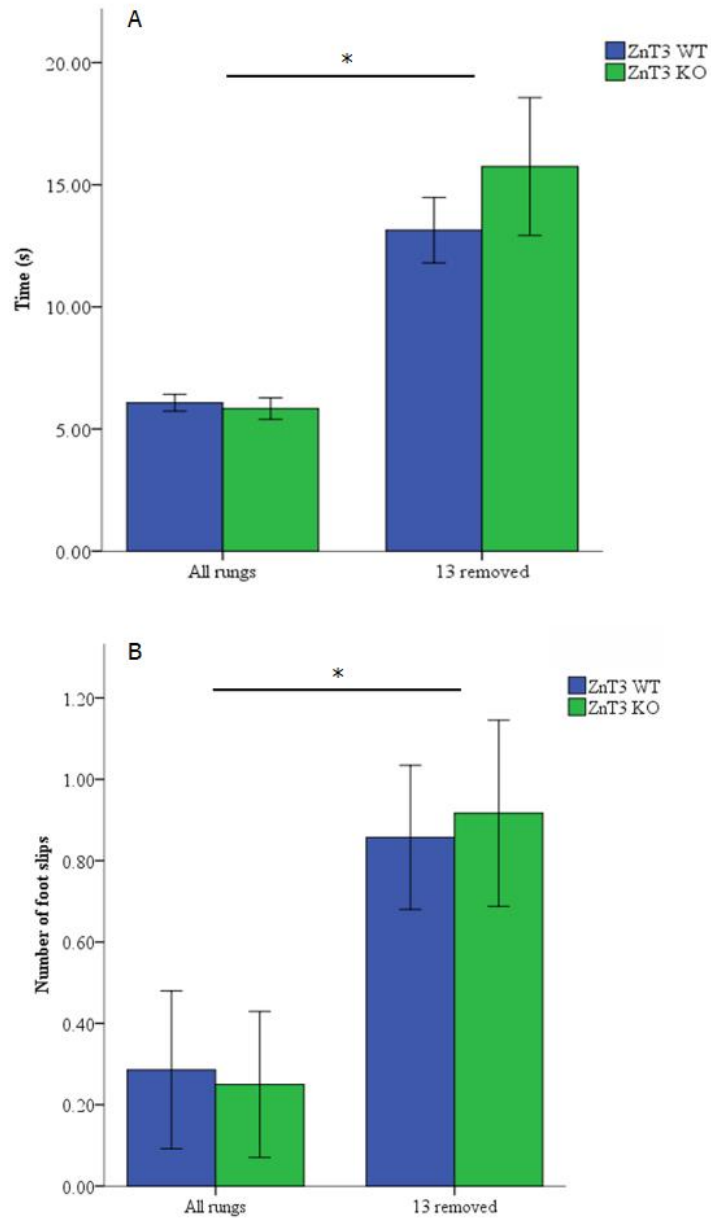 A
*
ZnT3 WT
ZnT3 KO
20.00
15.00
10.00
5.00
0.00
Time (s)
All rungs
13 removed
B
*
ZnT3 WT
ZnT3 KO
1.20
1.00
0.80
0.60
0.40
0.20
0.00
Number of foot slips
All rungs
13 removed